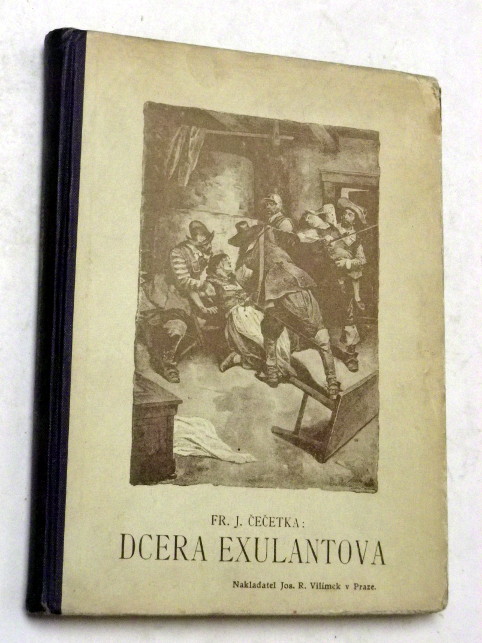 FR. J. ČEČETKA:
DCERA EXULANTOVA
Nakladatel Jos. R. Vilímek v Praze.